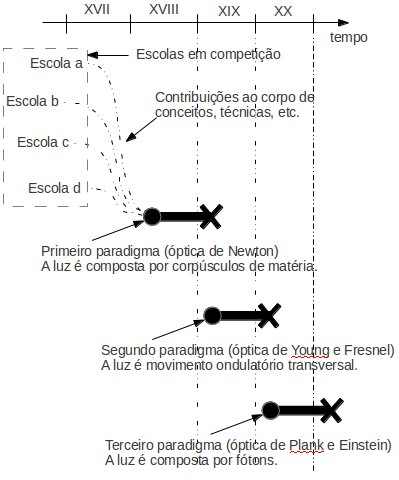 XVII XVIII XIX XX
tempo
Escolas em competição
Escola a
Escola b
Escola c
Escola d
Contribuições ao corpo de
conceitos, técnicas, etc.
Primeiro paradigma (óptica de Newton)
A luz é composta por corpúsculos de matéria.
Segundo paradigma (óptica de Young e Fresnel)
A luz é movimento ondulatório transversal.
Terceiro paradigma (óptica de Plank e Einstein)
A luz é composta por fótons.